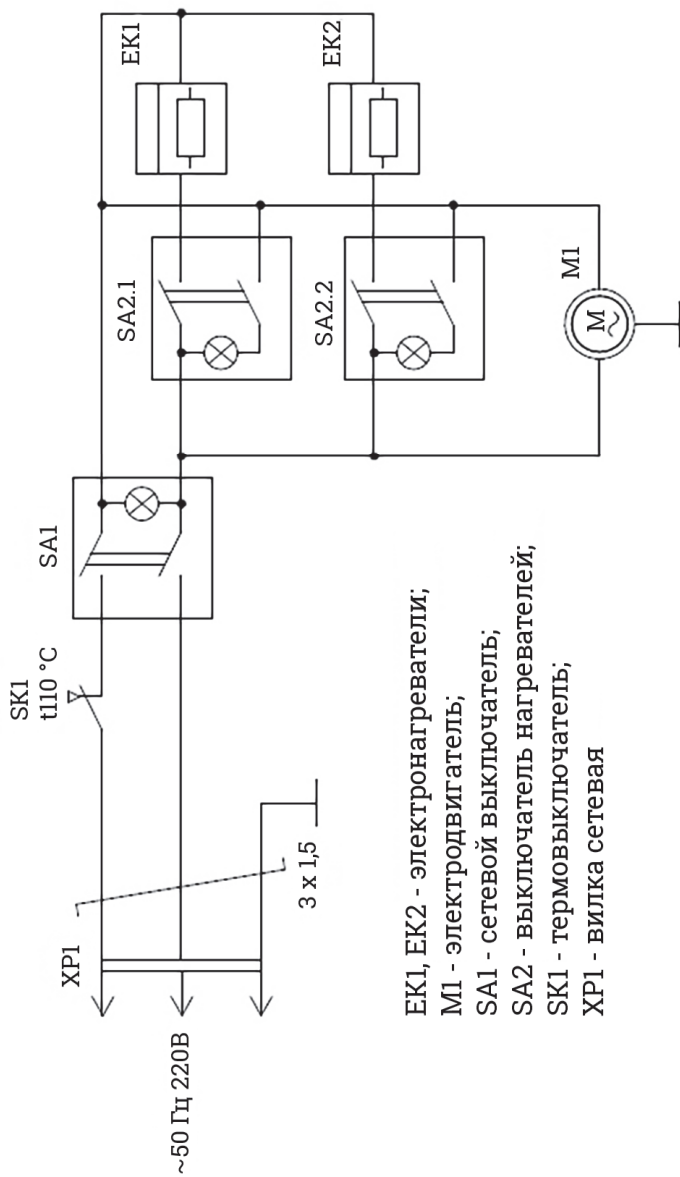 ~50 Гц 220В
XP1
3 x 1,5
SK1
t110 °C
SA1
SA2.1
EK1
SA2.2
EK2
M1
M
EK1, EK2 - электронагреватели;
M1 - электродвигатель;
SA1 - сетевой выключатель;
SA2 - выключатель нагревателей;
SK1 - термовыключатель;
XP1 - вилка сетевая